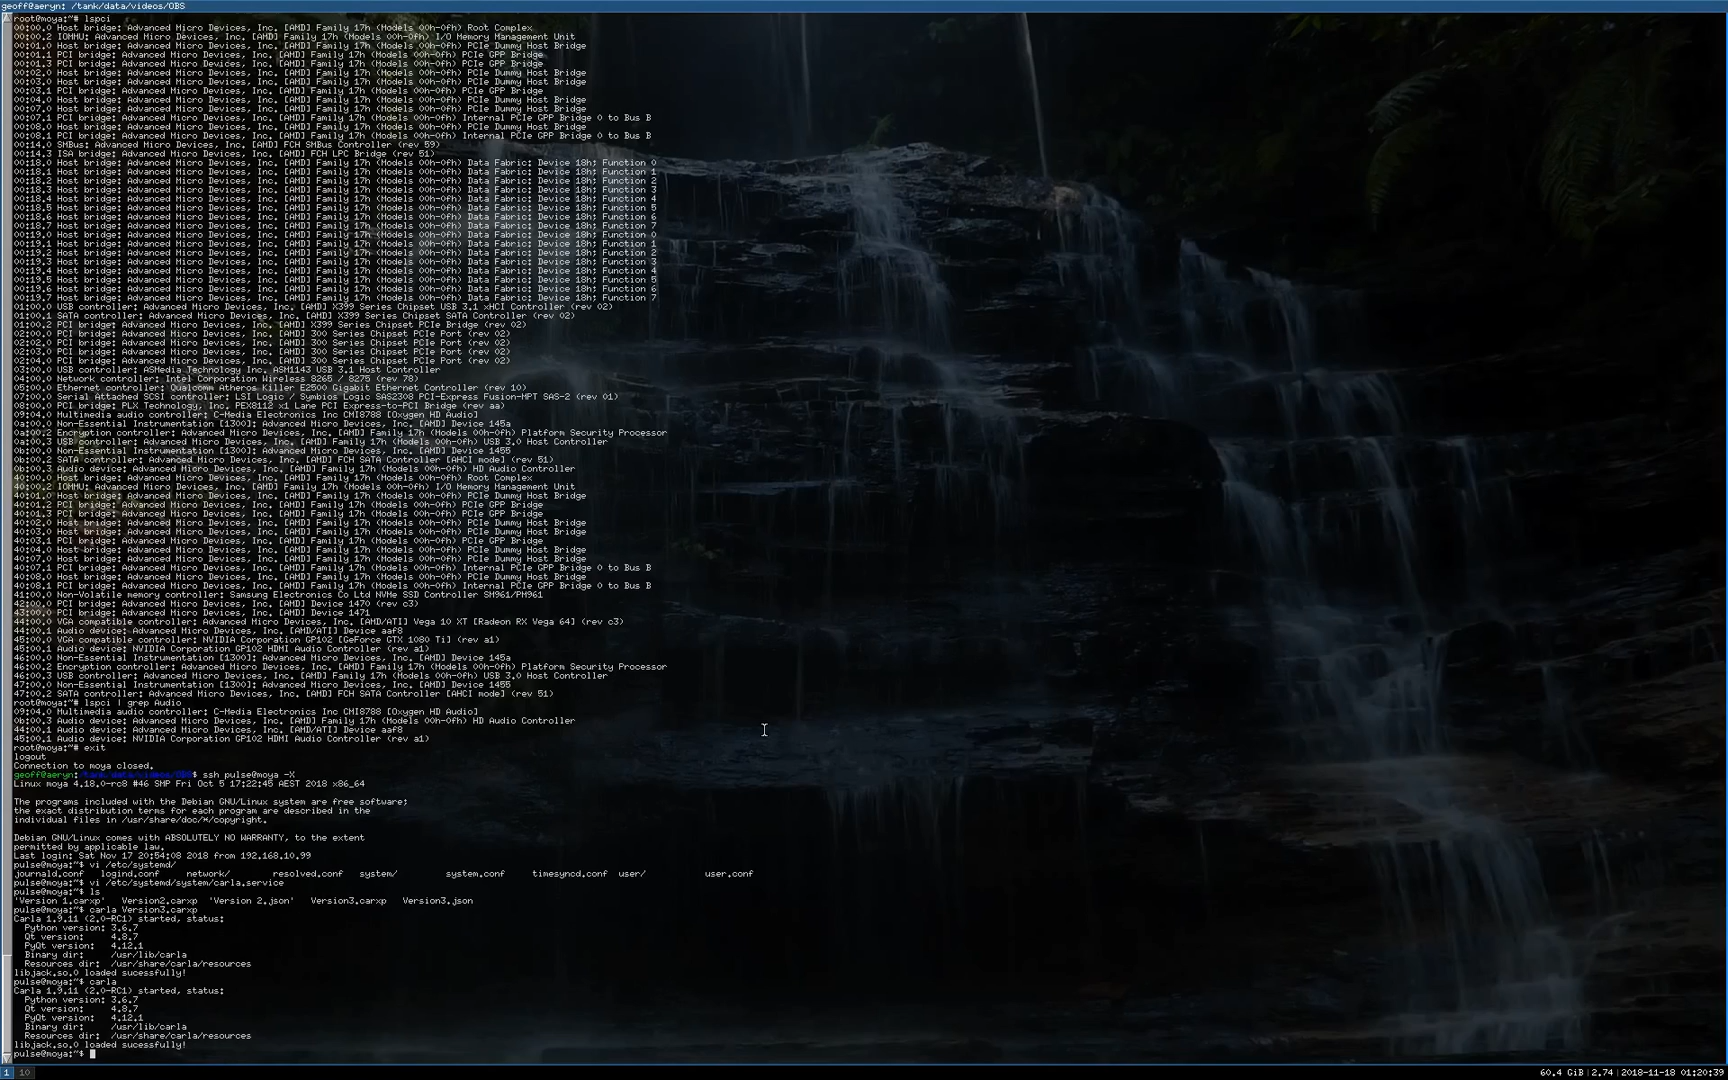 geoff@aeryn: /tank/data/videos/OBS
root@moya:~# lspci
00:00.0 Host bridge: Advanced Micro Devices, Inc. [AMD] Family 17h (Models 00h-0fh) Root Complex
00:00.2 IOMMU: Advanced Micro Devices, Inc. [AMD] Family 17h (Models 00h-0fh) I/O Memory Management Unit
00:01.0 Host bridge: Advanced Micro Devices, Inc. [AMD] Family 17h (Models 00h-0fh) PCIe Dummy Host Bridge
00:01.1 PCI bridge: Advanced Micro Devices, Inc. [AMD] Family 17h (Models 00h-0fh) PCIe GPP Bridge
00:01.3 PCI bridge: Advanced Micro Devices, Inc. [AMD] Family 17h (Models 00h-0fh) PCIe GPP Bridge
00:02.0 Host bridge: Advanced Micro Devices, Inc. [AMD] Family 17h (Models 00h-0fh) PCIe Dummy Host Bridge
00:03.0 Host bridge: Advanced Micro Devices, Inc. [AMD] Family 17h (Models 00h-0fh) PCIe Dummy Host Bridge
00:03.1 PCI bridge: Advanced Micro Devices, Inc. [AMD] Family 17h (Models 00h-0fh) PCIe GPP Bridge
00:04.0 Host bridge: Advanced Micro Devices, Inc. [AMD] Family 17h (Models 00h-0fh) PCIe Dummy Host Bridge
00:07.0 Host bridge: Advanced Micro Devices, Inc. [AMD] Family 17h (Models 00h-0fh) PCIe Dummy Host Bridge
00:07.1 PCI bridge: Advanced Micro Devices, Inc. [AMD] Family 17h (Models 00h-0fh) Internal PCIe GPP Bridge 0 to Bus B
00:08.0 Host bridge: Advanced Micro Devices, Inc. [AMD] Family 17h (Models 00h-0fh) PCIe Dummy Host Bridge
00:08.1 PCI bridge: Advanced Micro Devices, Inc. [AMD] Family 17h (Models 00h-0fh) Internal PCIe GPP Bridge 0 to Bus B
00:14.0 SMBus: Advanced Micro Devices, Inc. [AMD] FCH SMBus Controller (rev 59)
00:14.3 ISA bridge: Advanced Micro Devices, Inc. [AMD] FCH LPC Bridge (rev 51)
00:18.0 Host bridge: Advanced Micro Devices, Inc. [AMD] Family 17h (Models 00h-0fh) Data Fabric: Device 18h; Function 0
00:18.1 Host bridge: Advanced Micro Devices, Inc. [AMD] Family 17h (Models 00h-0fh) Data Fabric: Device 18h; Function 1
00:18.2 Host bridge: Advanced Micro Devices, Inc. [AMD] Family 17h (Models 00h-0fh) Data Fabric: Device 18h; Function 2
00:18.3 Host bridge: Advanced Micro Devices, Inc. [AMD] Family 17h (Models 00h-0fh) Data Fabric: Device 18h; Function 3
00:18.4 Host bridge: Advanced Micro Devices, Inc. [AMD] Family 17h (Models 00h-0fh) Data Fabric: Device 18h; Function 4
00:18.5 Host bridge: Advanced Micro Devices, Inc. [AMD] Family 17h (Models 00h-0fh) Data Fabric: Device 18h; Function 5
00:18.6 Host bridge: Advanced Micro Devices, Inc. [AMD] Family 17h (Models 00h-0fh) Data Fabric: Device 18h; Function 6
00:18.7 Host bridge: Advanced Micro Devices, Inc. [AMD] Family 17h (Models 00h-0fh) Data Fabric: Device 18h; Function 7
00:19.0 Host bridge: Advanced Micro Devices, Inc. [AMD] Family 17h (Models 00h-0fh) Data Fabric: Device 18h; Function 0
00:19.1 Host bridge: Advanced Micro Devices, Inc. [AMD] Family 17h (Models 00h-0fh) Data Fabric: Device 18h; Function 1
00:19.2 Host bridge: Advanced Micro Devices, Inc. [AMD] Family 17h (Models 00h-0fh) Data Fabric: Device 18h; Function 2
00:19.3 Host bridge: Advanced Micro Devices, Inc. [AMD] Family 17h (Models 00h-0fh) Data Fabric: Device 18h; Function 3
00:19.4 Host bridge: Advanced Micro Devices, Inc. [AMD] Family 17h (Models 00h-0fh) Data Fabric: Device 18h; Function 4
00:19.5 Host bridge: Advanced Micro Devices, Inc. [AMD] Family 17h (Models 00h-0fh) Data Fabric: Device 18h; Function 5
00:19.6 Host bridge: Advanced Micro Devices, Inc. [AMD] Family 17h (Models 00h-0fh) Data Fabric: Device 18h; Function 6
00:19.7 Host bridge: Advanced Micro Devices, Inc. [AMD] Family 17h (Models 00h-0fh) Data Fabric: Device 18h; Function 7
01:00.0 USB controller: Advanced Micro Devices, Inc. [AMD] X399 Series Chipset USB 3.1 xHCI Controller (rev 02)
01:00.1 SATA controller: Advanced Micro Devices, Inc. [AMD] X399 Series Chipset SATA Controller (rev 02)
01:00.2 PCI bridge: Advanced Micro Devices, Inc. [AMD] X399 Series Chipset PCIe Bridge (rev 02)
02:00.0 PCI bridge: Advanced Micro Devices, Inc. [AMD] 300 Series Chipset PCIe Port (rev 02)
02:02.0 PCI bridge: Advanced Micro Devices, Inc. [AMD] 300 Series Chipset PCIe Port (rev 02)
02:03.0 PCI bridge: Advanced Micro Devices, Inc. [AMD] 300 Series Chipset PCIe Port (rev 02)
02:04.0 PCI bridge: Advanced Micro Devices, Inc. [AMD] 300 Series Chipset PCIe Port (rev 02)
03:00.0 USB controller: ASMedia Technology Inc. ASM1143 USB 3.1 Host Controller
04:00.0 Network controller: Intel Corporation Wireless 8265 / 8275 (rev 78)
05:00.0 Ethernet controller: Qualcomm Atheros Killer E2500 Gigabit Ethernet Controller (rev 10)
07:00.0 Serial Attached SCSI controller: LSI Logic / Symbios Logic SAS2308 PCI-Express Fusion-MPT SAS-2 (rev 01)
08:00.0 PCI bridge: PLX Technology, Inc. PEX8112 x1 Lane PCI Express-to-PCI Bridge (rev aa)
09:04.0 Multimedia audio controller: C-Media Electronics Inc CMI8788 [Oxygen HD Audio]
0a:00.0 Non-Essential Instrumentation [1300]: Advanced Micro Devices, Inc. [AMD] Device 145a
0a:00.2 Encryption controller: Advanced Micro Devices, Inc. [AMD] Family 17h (Models 00h-0fh) Platform Security Processor
0a:00.3 USB controller: Advanced Micro Devices, Inc. [AMD] Family 17h (Models 00h-0fh) USB 3.0 Host Controller
0b:00.0 Non-Essential Instrumentation [1300]: Advanced Micro Devices, Inc. [AMD] Device 1455
0b:00.2 SATA controller: Advanced Micro Devices, Inc. [AMD] FCH SATA Controller [AHCI mode] (rev 51)
0b:00.3 Audio device: Advanced Micro Devices, Inc. [AMD] Family 17h (Models 00h-0fh) HD Audio Controller
40:00.0 Host bridge: Advanced Micro Devices, Inc. [AMD] Family 17h (Models 00h-0fh) Root Complex
40:00.2 IOMMU: Advanced Micro Devices, Inc. [AMD] Family 17h (Models 00h-0fh) I/O Memory Management Unit
40:01.0 Host bridge: Advanced Micro Devices, Inc. [AMD] Family 17h (Models 00h-0fh) PCIe Dummy Host Bridge
40:01.2 PCI bridge: Advanced Micro Devices, Inc. [AMD] Family 17h (Models 00h-0fh) PCIe GPP Bridge
40:01.3 PCI bridge: Advanced Micro Devices, Inc. [AMD] Family 17h (Models 00h-0fh) PCIe GPP Bridge
40:02.0 Host bridge: Advanced Micro Devices, Inc. [AMD] Family 17h (Models 00h-0fh) PCIe Dummy Host Bridge
40:03.0 Host bridge: Advanced Micro Devices, Inc. [AMD] Family 17h (Models 00h-0fh) PCIe Dummy Host Bridge
40:03.1 PCI bridge: Advanced Micro Devices, Inc. [AMD] Family 17h (Models 00h-0fh) PCIe GPP Bridge
40:04.0 Host bridge: Advanced Micro Devices, Inc. [AMD] Family 17h (Models 00h-0fh) PCIe Dummy Host Bridge
40:07.0 Host bridge: Advanced Micro Devices, Inc. [AMD] Family 17h (Models 00h-0fh) PCIe Dummy Host Bridge
40:07.1 PCI bridge: Advanced Micro Devices, Inc. [AMD] Family 17h (Models 00h-0fh) Internal PCIe GPP Bridge 0 to Bus B
40:08.0 Host bridge: Advanced Micro Devices, Inc. [AMD] Family 17h (Models 00h-0fh) PCIe Dummy Host Bridge
40:08.1 PCI bridge: Advanced Micro Devices, Inc. [AMD] Family 17h (Models 00h-0fh) Internal PCIe GPP Bridge 0 to Bus B
41:00.0 Non-Volatile memory controller: Samsung Electronics Co Ltd NVMe SSD Controller SM961/PM961
42:00.0 PCI bridge: Advanced Micro Devices, Inc. [AMD] Device 1470 (rev c3)
43:00.0 PCI bridge: Advanced Micro Devices, Inc. [AMD] Device 1471
44:00.0 VGA compatible controller: Advanced Micro Devices, Inc. [AMD/ATI] Vega 10 XT [Radeon RX Vega 64] (rev c3)
44:00.1 Audio device: Advanced Micro Devices, Inc. [AMD/ATI] Device aaf8
45:00.0 VGA compatible controller: NVIDIA Corporation GP102 [GeForce GTX 1080 Ti] (rev a1)
45:00.1 Audio device: NVIDIA Corporation GP102 HDMI Audio Controller (rev a1)
46:00.0 Non-Essential Instrumentation [1300]: Advanced Micro Devices, Inc. [AMD] Device 145a
46:00.2 Encryption controller: Advanced Micro Devices, Inc. [AMD] Family 17h (Models 00h-0fh) Platform Security Processor
46:00.3 USB controller: Advanced Micro Devices, Inc. [AMD] Family 17h (Models 00h-0fh) USB 3.0 Host Controller
47:00.0 Non-Essential Instrumentation [1300]: Advanced Micro Devices, Inc. [AMD] Device 1455
47:00.2 SATA controller: Advanced Micro Devices, Inc. [AMD] FCH SATA Controller [AHCI mode] (rev 51)
root@moya:~# lspci | grep Audio
09:04.0 Multimedia audio controller: C-Media Electronics Inc CMI8788 [Oxygen HD Audio]
0b:00.3 Audio device: Advanced Micro Devices, Inc. [AMD] Family 17h (Models 00h-0fh) HD Audio Controller
44:00.1 Audio device: Advanced Micro Devices, Inc. [AMD/ATI] Device aaf8
45:00.1 Audio device: NVIDIA Corporation GP102 HDMI Audio Controller (rev a1)
root@moya:~# exit
logout
Connection to moya closed.
geoff@aeryn:/tank/data/videos/OBS$ ssh pulse@moya -X
Linux moya 4.18.0-rc8 #46 SMP Fri Oct 5 17:22:45 AEST 2018 x86_64
The programs included with the Debian GNU/Linux system are free software;
the exact distribution terms for each program are described in the
individual files in /usr/share/doc/*/copyright.
Debian GNU/Linux comes with ABSOLUTELY NO WARRANTY, to the extent
permitted by applicable law.
Last login: Sat Nov 17 20:54:08 2018 from 192.168.10.99
pulse@moya:~$ vi /etc/systemd/
journald.conf logind.conf network/ resolved.conf system/ system.conf timesyncd.conf user/ user.conf
pulse@moya:~$ vi /etc/systemd/system/carla.service
pulse@moya:~$ ls
'Version 1.carxp' Version2.carxp 'Version 2.json' Version3.carxp Version3.json
pulse@moya:~$ carla Version3.carxp
Carla 1.9.11 (2.0-RC1) started, status:
Python version: 3.6.7
Qt version: 4.8.7
PyQt version: 4.12.1
Binary dir: /usr/lib/carla
Resources dir: /usr/share/carla/resources
libjack.so.0 loaded sucessfully!
pulse@moya:~$ carla
Carla 1.9.11 (2.0-RC1) started, status:
Python version: 3.6.7
Qt version: 4.8.7
PyQt version: 4.12.1
Binary dir: /usr/lib/carla
Resources dir: /usr/share/carla/resources
libjack.so.0 loaded sucessfully!
pulse@moya:~$
1 10 60.4 GiB|2.74|2018-11-18 01:20:39